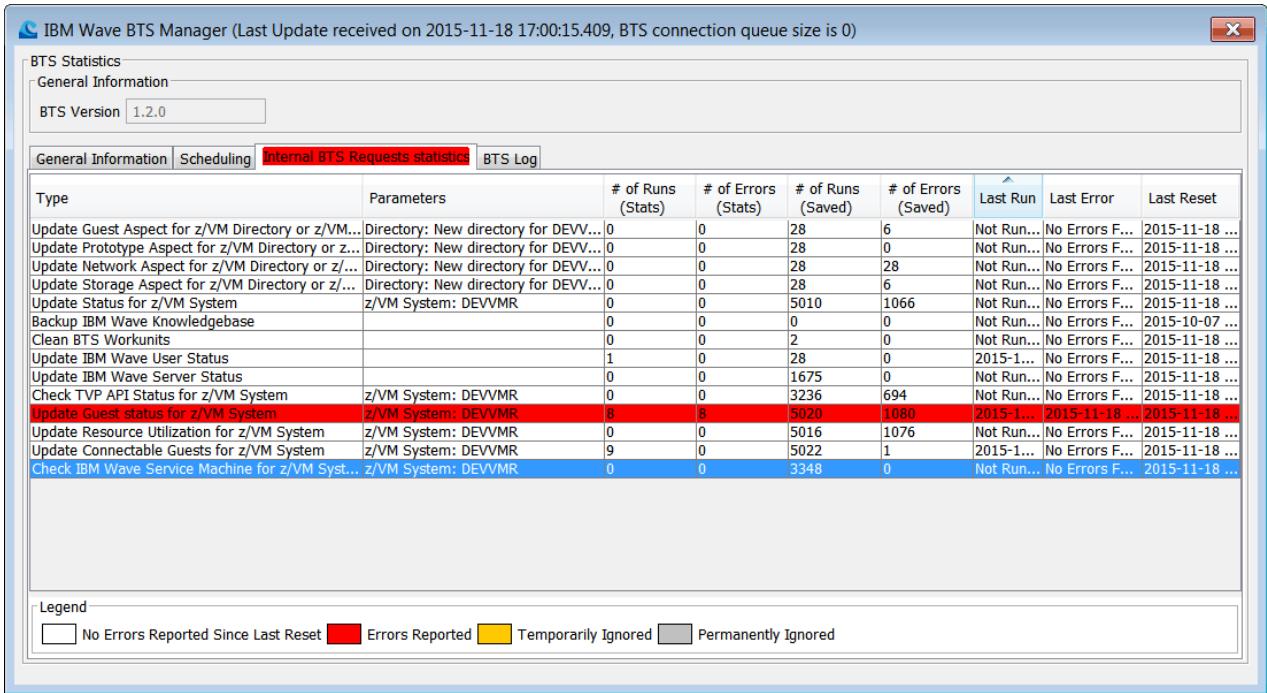 IBM Wave BTS Manager (Last Update received on 2015-11-18 17:00:15.409, BTS connection queue size is 0)
BTS Statistics
General Information
BTS Version 1.2.0
General Information Scheduling Internal BTS Requests statistics BTS Log
Type Parameters # of Runs (Stats) # of Errors (Stats) # of Runs (Saved) # of Errors (Saved) Last Run Last Error Last Reset
Update Guest Aspect for z/VM Directory or z/VM... Directory: New directory for DEVV... 0 0 28 6 Not Run... No Errors F... 2015-11-18 ...
Update Prototype Aspect for z/VM Directory or z... Directory: New directory for DEVV... 0 0 28 0 Not Run... No Errors F... 2015-11-18 ...
Update Network Aspect for z/VM Directory or z/... Directory: New directory for DEVV... 0 0 28 28 Not Run... No Errors F... 2015-11-18 ...
Update Storage Aspect for z/VM Directory or z/... Directory: New directory for DEVV... 0 0 28 6 Not Run... No Errors F... 2015-11-18 ...
Update Status for z/VM System z/VM System: DEVVMR 0 0 5010 1066 Not Run... No Errors F... 2015-11-18 ...
Backup IBM Wave Knowledgebase 0 0 0 0 Not Run... No Errors F... 2015-10-07 ...
Clean BTS Workunits 0 0 2 0 Not Run... No Errors F... 2015-11-18 ...
Update IBM Wave User Status 1 0 28 0 2015-1... No Errors F... 2015-11-18 ...
Update IBM Wave Server Status 0 0 1675 0 Not Run... No Errors F... 2015-11-18 ...
Check TVP API Status for z/VM System z/VM System: DEVVMR 0 0 3236 694 Not Run... No Errors F... 2015-11-18 ...
Update Guest status for z/VM System z/VM System: DEVVMR 8 8 5020 1080 2015-1... 2015-11-18 ... 2015-11-18 ...
Update Resource Utilization for z/VM System z/VM System: DEVVMR 0 0 5016 1076 Not Run... No Errors F... 2015-11-18 ...
Update Connectable Guests for z/VM System z/VM System: DEVVMR 9 0 5022 1 2015-1... No Errors F... 2015-11-18 ...
Check IBM Wave Service Machine for z/VM Syst... z/VM System: DEVVMR 0 0 3348 0 Not Run... No Errors F... 2015-11-18 ...
Legend
No Errors Reported Since Last Reset Errors Reported Temporarily Ignored Permanently Ignored